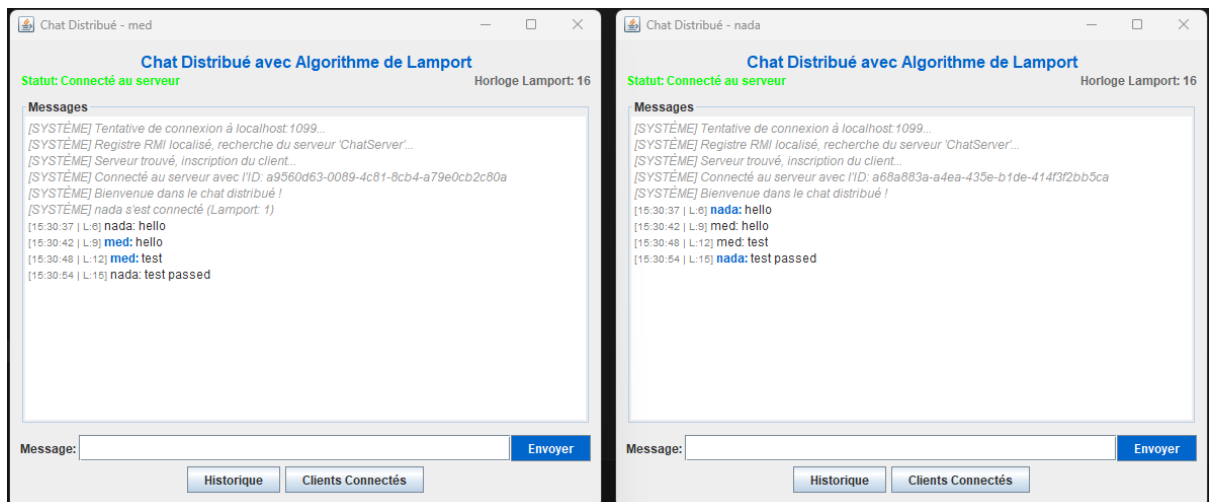 Chat Distribué - med
Chat Distribué avec Algorithme de Lamport
Statut: Connecté au serveur
Horloge Lamport: 16
Messages
[SYSTÈME] Tentative de connexion à localhost:1099...
[SYSTÈME] Registre RMI localisé, recherche du serveur 'ChatServer'...
[SYSTÈME] Serveur trouvé, inscription du client...
[SYSTÈME] Connecté au serveur avec l'ID: a9560d63-0089-4c81-8cb4-a79e0cb2c80a
[SYSTÈME] Bienvenue dans le chat distribué !
[SYSTÈME] nada s'est connecté (Lamport: 1)
[15:30:37 | L:6] nada: hello
[15:30:42 | L:9] med: hello
[15:30:48 | L:12] med: test
[15:30:54 | L:15] nada: test passed
Message:
Envoyer
Historique
Clients Connectés
Chat Distribué - nada
Chat Distribué avec Algorithme de Lamport
Statut: Connecté au serveur
Horloge Lamport: 16
Messages
[SYSTÈME] Tentative de connexion à localhost:1099...
[SYSTÈME] Registre RMI localisé, recherche du serveur 'ChatServer'...
[SYSTÈME] Serveur trouvé, inscription du client...
[SYSTÈME] Connecté au serveur avec l'ID: a68a883a-a4ea-435e-b1de-414f3f2bb5ca
[SYSTÈME] Bienvenue dans le chat distribué !
[15:30:37 | L:6] nada: hello
[15:30:42 | L:9] med: hello
[15:30:48 | L:12] med: test
[15:30:54 | L:15] nada: test passed
Message:
Envoyer
Historique
Clients Connectés